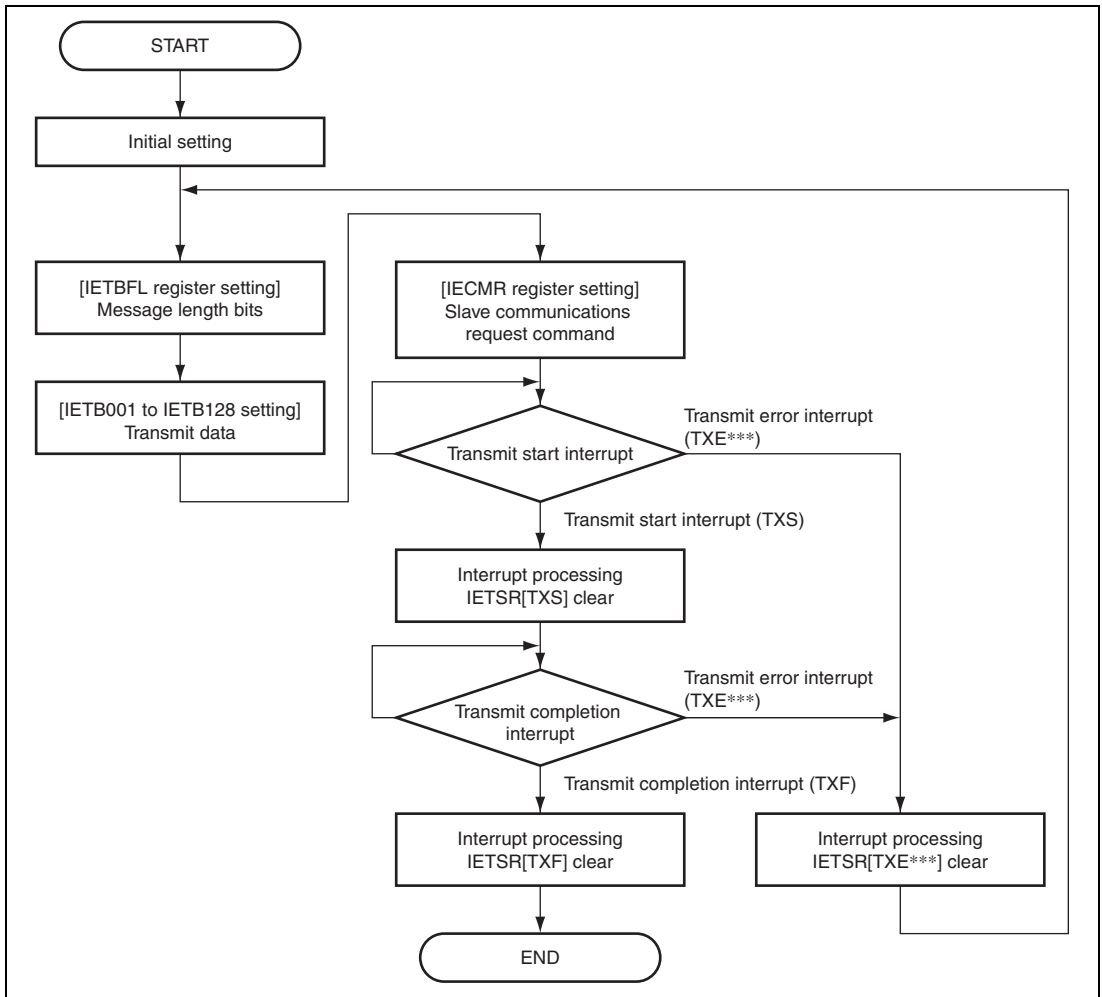 START
Initial setting
[IETBFL register setting]
Message length bits
[IETB001 to IETB128 setting]
Transmit data
[IECMR register setting]
Slave communications
request command
Transmit start interrupt
Transmit error interrupt
(TXE***)
Transmit start interrupt (TXS)
Interrupt processing
IETSR[TXS] clear
Transmit completion
interrupt
Transmit error interrupt
(TXE***)
Transmit completion interrupt (TXF)
Interrupt processing
IETSR[TXF] clear
Interrupt processing
IETSR[TXE***] clear
END